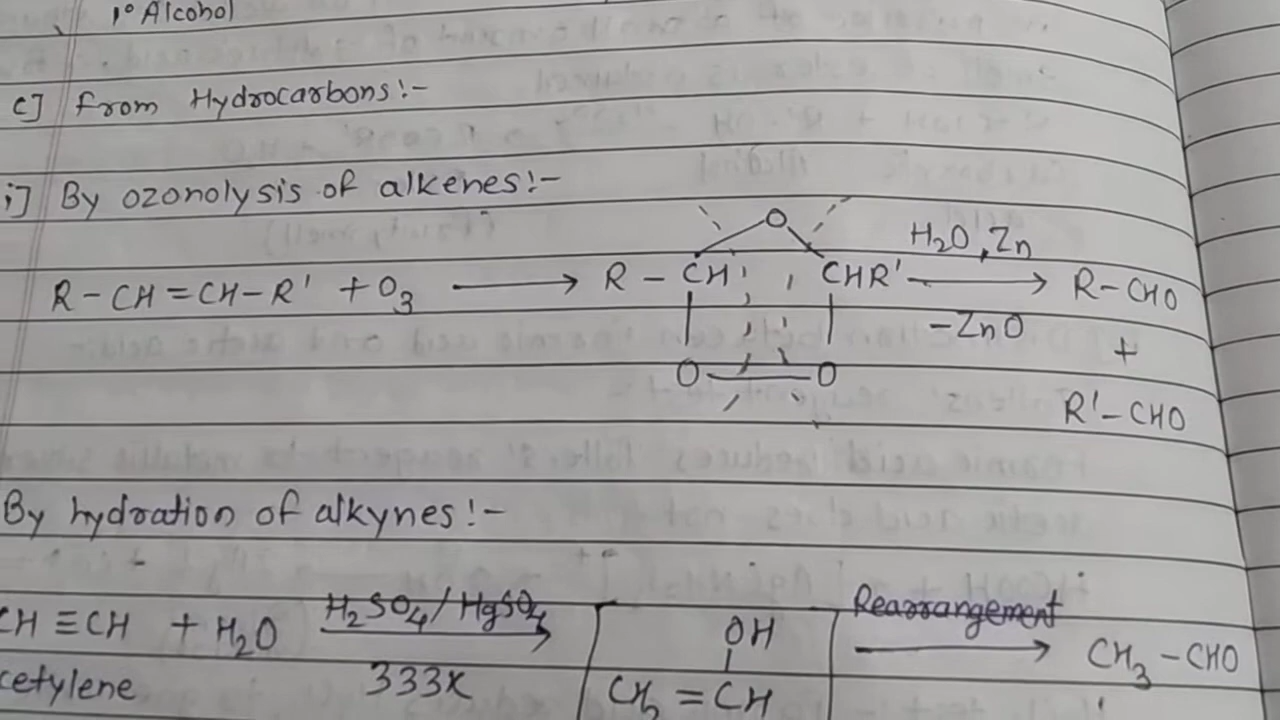 1° Alcohol
c] from Hydrocarbons:-
i] By ozonolysis of alkenes:-
R-CH=CH-R' + O3 ⟶ R-CH CHR' ⟶ R-CHO
O
H2O, Zn
-ZnO
+
O—O
R'-CHO
By hydration of alkynes:-
CH≡CH + H2O ⟶ OH Rearrangement ⟶ CH3-CHO
H2SO4/HgSO4
cetylene 333K CH2=CH